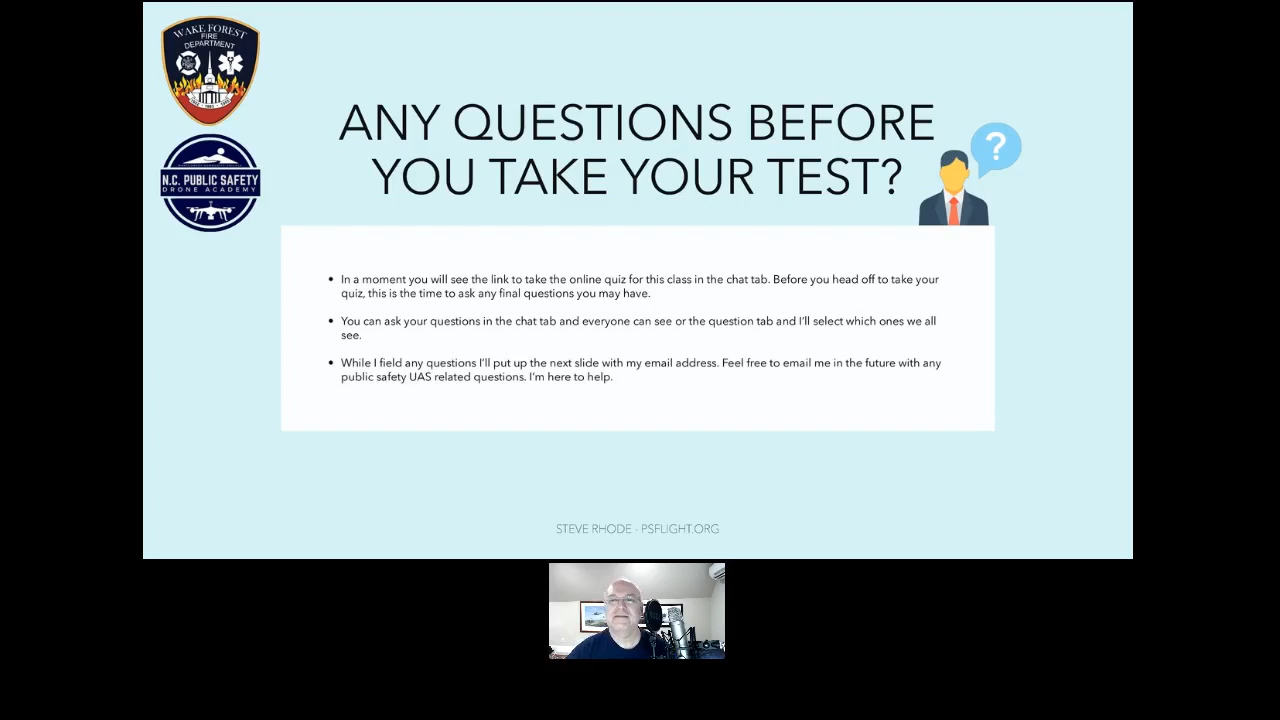 WAKE FOREST
FIRE
DEPARTMENT
N.C. PUBLIC SAFETY
DRONE ACADEMY
ANY QUESTIONS BEFORE
YOU TAKE YOUR TEST?
?
• In a moment you will see the link to take the online quiz for this class in the chat tab. Before you head off to take your
quiz, this is the time to ask any final questions you may have.
• You can ask your questions in the chat tab and everyone can see or the question tab and I'll select which ones we all
see.
• While I field any questions I'll put up the next slide with my email address. Feel free to email me in the future with any
public safety UAS related questions. I'm here to help.
STEVE RHODE - PSFLIGHT.ORG